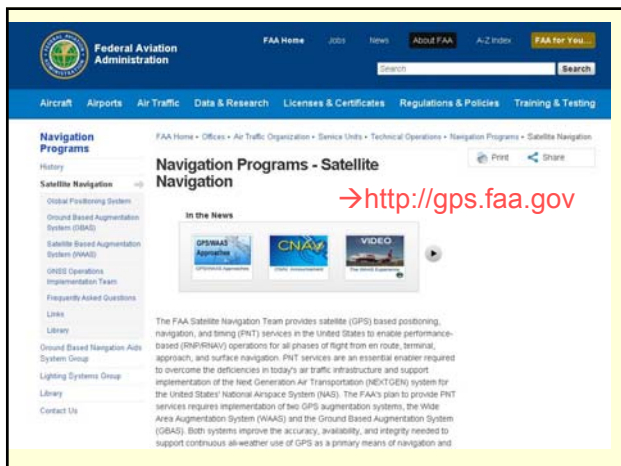 Federal Aviation
Administration
FAA Home Jobs News About FAA A-Z Index FAA for You...
Search Search
Aircraft Airports Air Traffic Data & Research Licenses & Certificates Regulations & Policies Training & Testing
Navigation
Programs
History
Satellite Navigation
Global Positioning System
Ground Based Augmentation
System (GBAS)
Satellite Based Augmentation
System (WAAS)
GNSS Operations
Implementation Team
Frequently Asked Questions
Links
Library
Ground Based Navigation Aids
System Group
Lighting Systems Group
Library
Contact Us
FAA Home • Offices • Air Traffic Organization • Service Units • Technical Operations • Navigation Programs • Satellite Navigation
Navigation Programs - Satellite
Navigation
Print Share
→http://gps.faa.gov
In the News
GPS/WAAS
Approaches
GPS/WAAS Approaches
CNAV
CNAV Announcement
VIDEO
The WAAS Experience
The FAA Satellite Navigation Team provides satellite (GPS) based positioning,
navigation, and timing (PNT) services in the United States to enable performance-
based (RNP/RNAV) operations for all phases of flight from en route, terminal,
approach, and surface navigation. PNT services are an essential enabler required
to overcome the deficiencies in today's air traffic infrastructure and support
implementation of the Next Generation Air Transportation (NEXTGEN) system for
the United States' National Airspace System (NAS). The FAA's plan to provide PNT
services requires implementation of two GPS augmentation systems, the Wide
Area Augmentation System (WAAS) and the Ground Based Augmentation System
(GBAS). Both systems improve the accuracy, availability, and integrity needed to
support continuous all-weather use of GPS as a primary means of navigation and